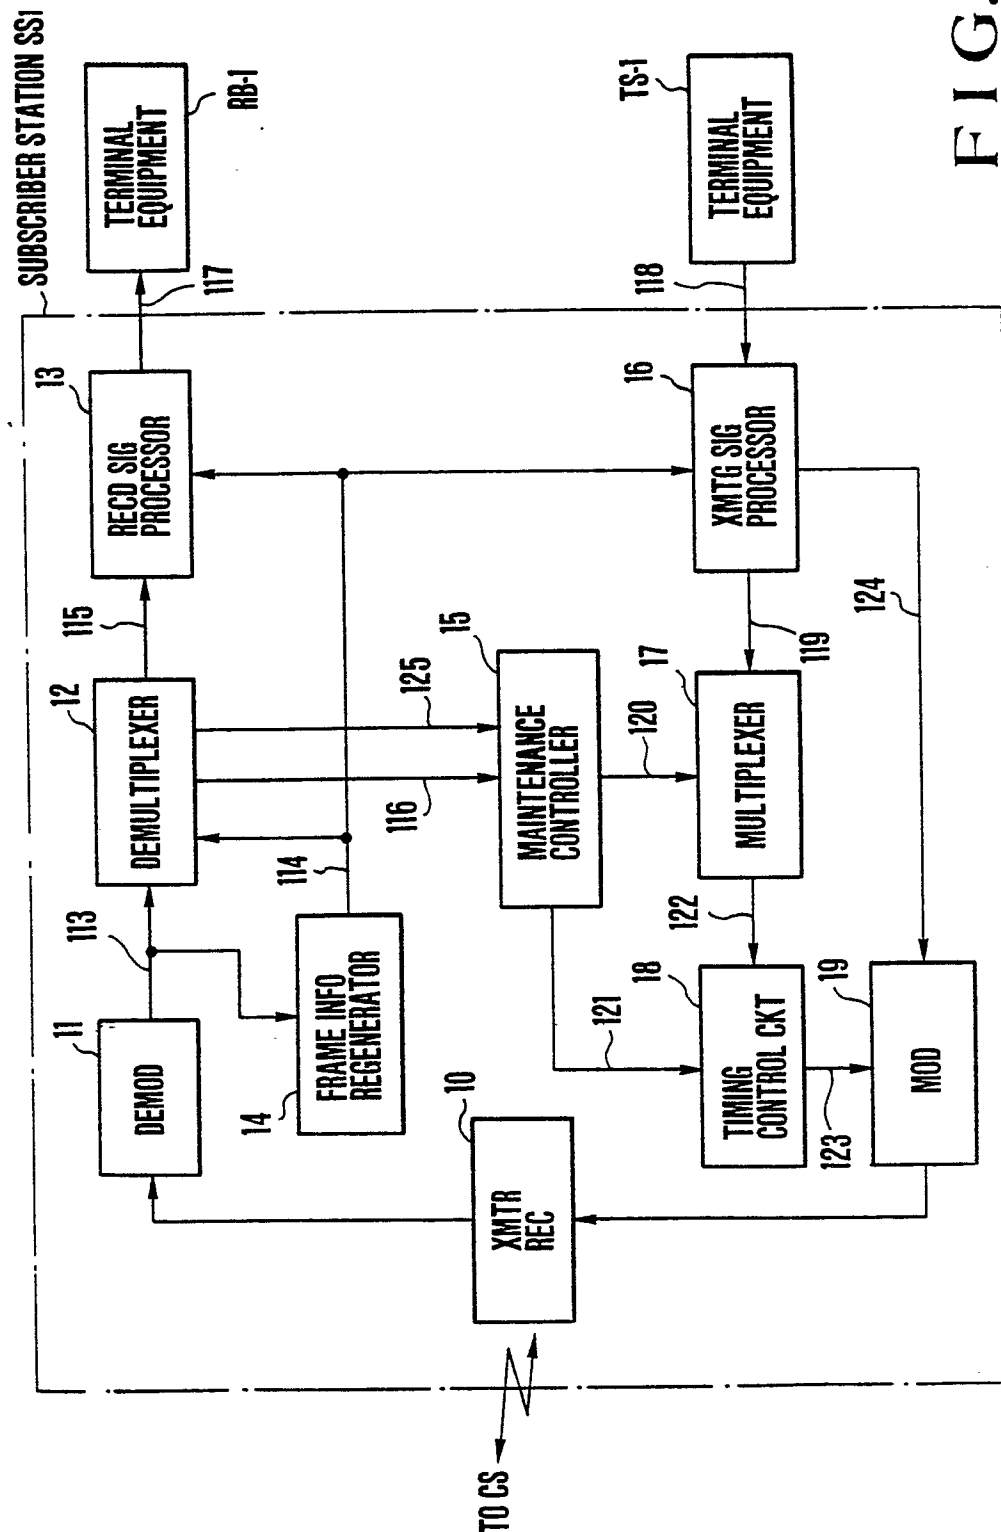 SUBSCRIBER STATION SS1
11
DEMOD
113
12
DEMULTIPLEXER
115
13
RECD SIG
PROCESSOR
117
TERMINAL
EQUIPMENT
RB-1
14
FRAME INFO
REGENERATOR
114
116
125
10
XMTR
REC
TO CS
15
MAINTENANCE
CONTROLLER
121
120
18
TIMING
CONTROL CKT
122
17
MULTIPLEXER
119
16
XMTG SIG
PROCESSOR
118
TERMINAL
EQUIPMENT
TS-1
123
19
MOD
124
FIG.